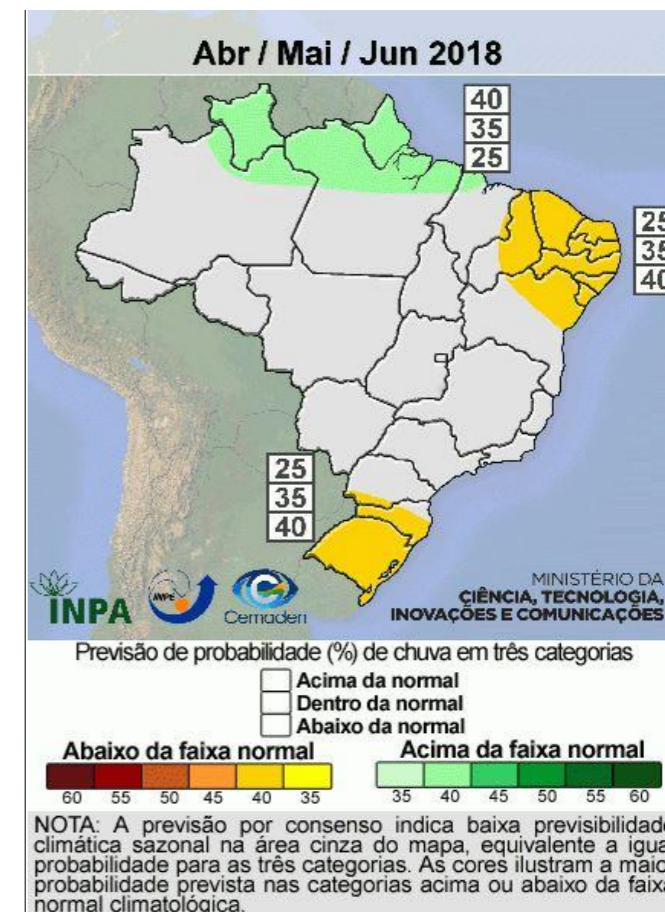 Abr / Mai / Jun 2018
40
35
25
25
35
40
25
35
40
INPA
INPE
Cemaden
MINISTÉRIO DA
CIÊNCIA, TECNOLOGIA,
INOVAÇÕES E COMUNICAÇÕES
Previsão de probabilidade (%) de chuva em três categorias
Acima da normal
Dentro da normal
Abaixo da normal
Abaixo da faixa normal
60 55 50 45 40 35
Acima da faixa normal
35 40 45 50 55 60
NOTA: A previsão por consenso indica baixa previsibilidade
climática sazonal na área cinza do mapa, equivalente a igua
probabilidade para as três categorias. As cores ilustram a maio
probabilidade prevista nas categorias acima ou abaixo da faixa
normal climatológica.